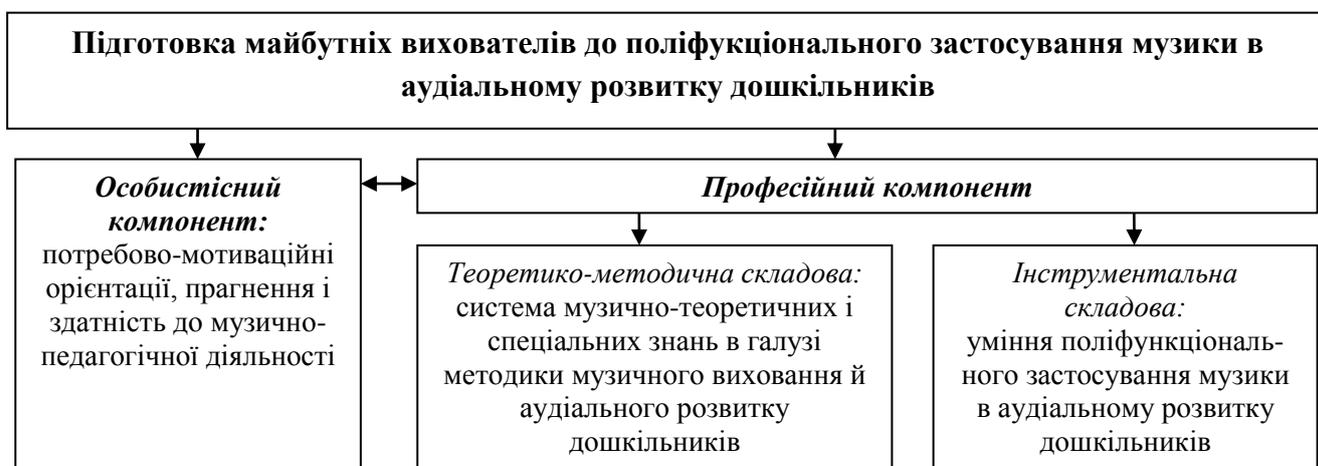 Підготовка майбутніх вихователів до поліфукціонального застосування музики в
аудіальному розвитку дошкільників
Особистісний
компонент:
потребово-мотиваційні
орієнтації, прагнення і
здатність до музично-
педагогічної діяльності
Професійний компонент
Теоретико-методична складова:
система музично-теоретичних і
спеціальних знань в галузі
методики музичного виховання й
аудіального розвитку
дошкільників
Інструментальна
складова:
уміння поліфункціональ-
ного застосування музики
в аудіальному розвитку
дошкільників